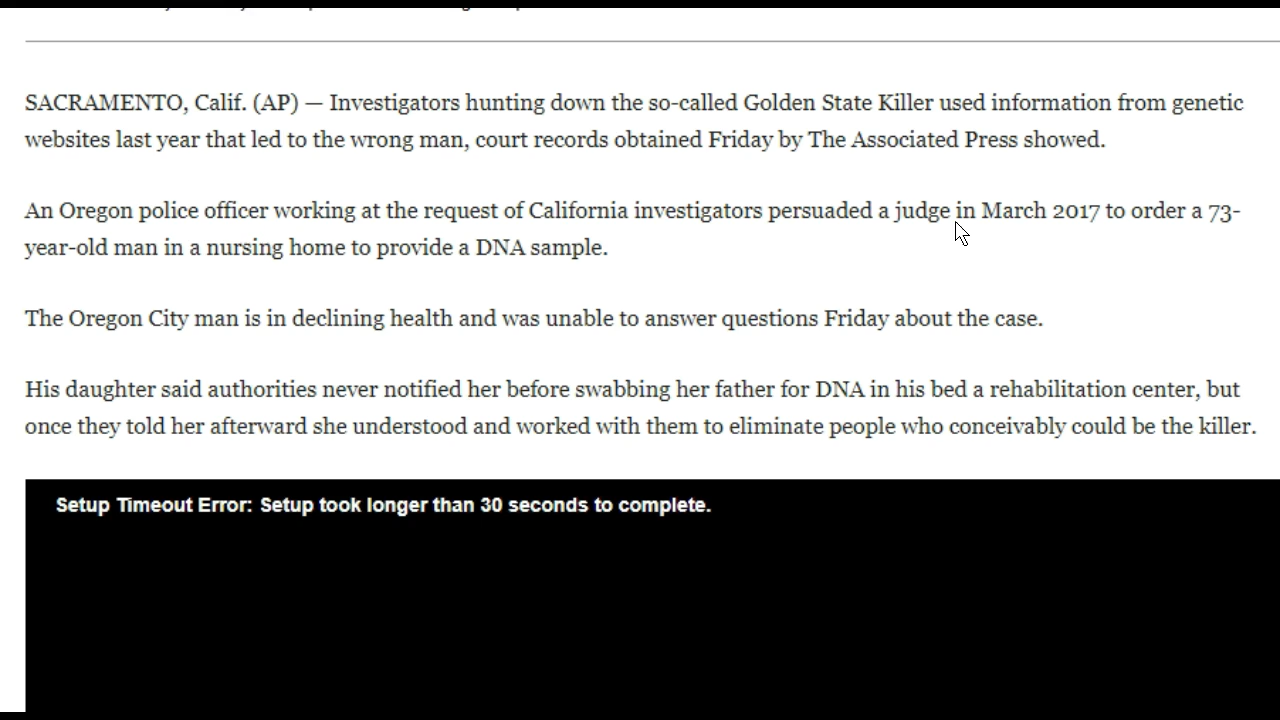 SACRAMENTO, Calif. (AP) — Investigators hunting down the so-called Golden State Killer used information from genetic
websites last year that led to the wrong man, court records obtained Friday by The Associated Press showed.
An Oregon police officer working at the request of California investigators persuaded a judge in March 2017 to order a 73-
year-old man in a nursing home to provide a DNA sample.
The Oregon City man is in declining health and was unable to answer questions Friday about the case.
His daughter said authorities never notified her before swabbing her father for DNA in his bed a rehabilitation center, but
once they told her afterward she understood and worked with them to eliminate people who conceivably could be the killer.
Setup Timeout Error: Setup took longer than 30 seconds to complete.